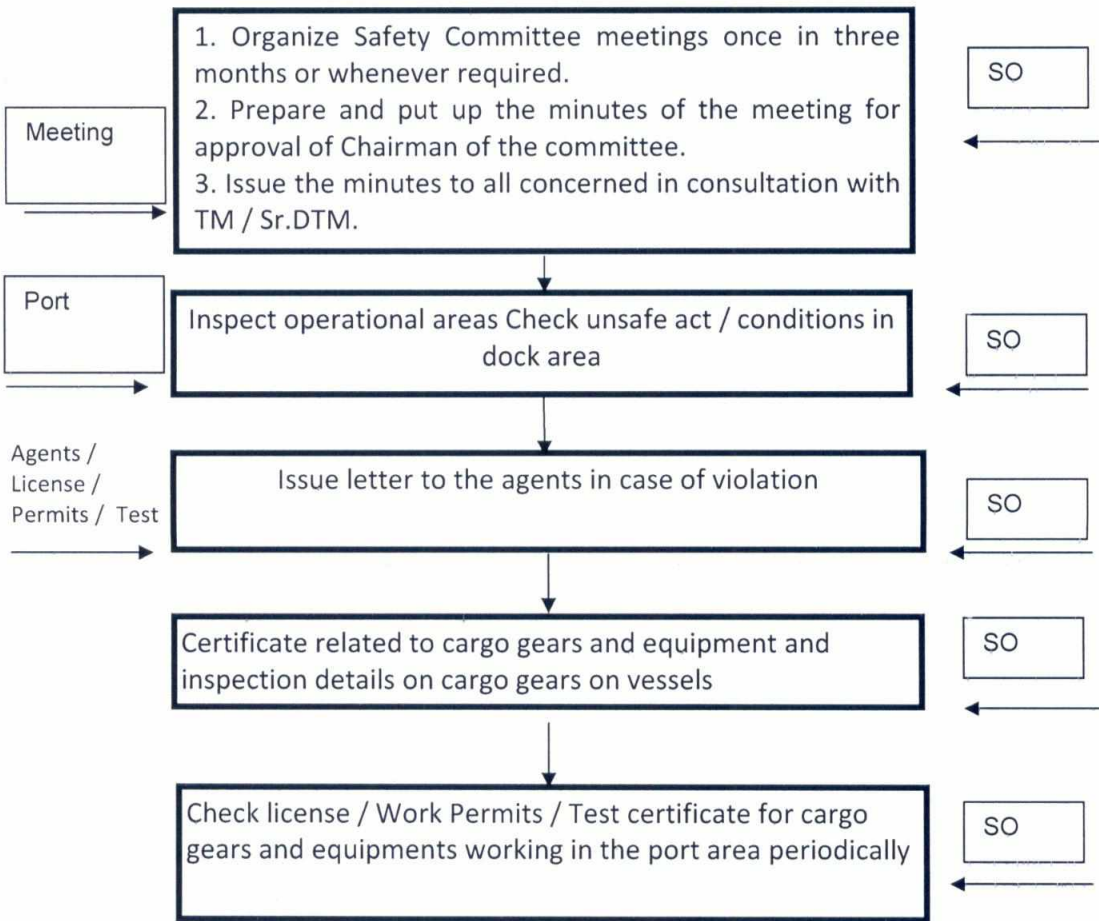 1. Organize Safety Committee meetings once in three
months or whenever required.
2. Prepare and put up the minutes of the meeting for
approval of Chairman of the committee.
3. Issue the minutes to all concerned in consultation with
TM / Sr.DTM.
SO
Meeting
Port
Inspect operational areas Check unsafe act / conditions in
dock area
SO
Agents /
License /
Permits / Test
Issue letter to the agents in case of violation
SO
Certificate related to cargo gears and equipment and
inspection details on cargo gears on vessels
SO
Check license / Work Permits / Test certificate for cargo
gears and equipments working in the port area periodically
SO